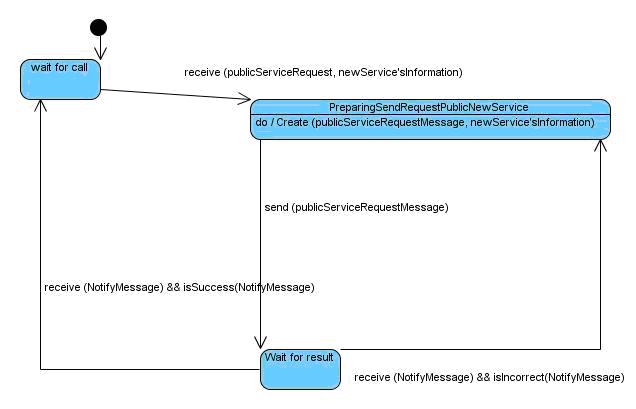 wait for call
receive (publicServiceRequest, newService'sInformation)
PreparingSendRequestPublicNewService
do / Create (publicServiceRequestMessage, newService'sInformation)
send (publicServiceRequestMessage)
receive (NotifyMessage) && isSuccess(NotifyMessage)
Wait for result
receive (NotifyMessage) && isIncorrect(NotifyMessage)